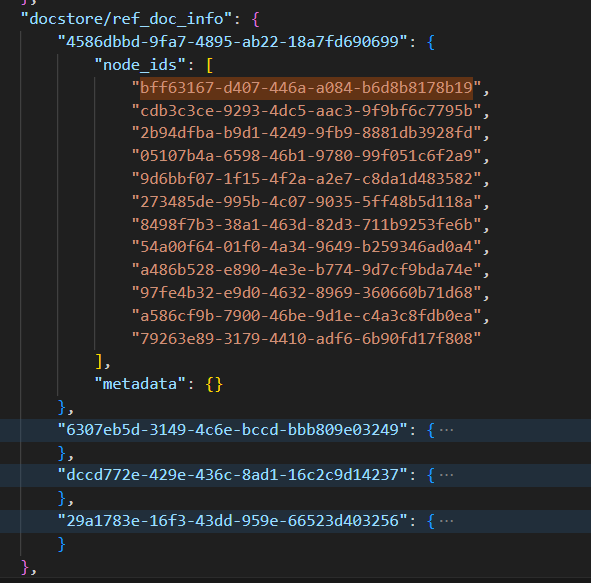 },
"docstore/ref_doc_info": {
"4586dbbd-9fa7-4895-ab22-18a7fd690699": {
"node_ids": [
"bff63167-d407-446a-a084-b6d8b8178b19",
"cdb3c3ce-9293-4dc5-aac3-9f9bf6c7795b",
"2b94dfba-b9d1-4249-9fb9-8881db3928fd",
"05107b4a-6598-46b1-9780-99f051c6f2a9",
"9d6bbf07-1f15-4f2a-a2e7-c8da1d483582",
"273485de-995b-4c07-9035-5ff48b5d118a",
"8498f7b3-38a1-463d-82d3-711b9253fe6b",
"54a00f64-01f0-4a34-9649-b259346ad0a4",
"a486b528-e890-4e3e-b774-9d7cf9bda74e",
"97fe4b32-e9d0-4632-8969-360660b71d68",
"a586cf9b-7900-46be-9d1e-c4a3c8fdb0ea",
"79263e89-3179-4410-adf6-6b90fd17f808"
],
"metadata": {}
},
"6307eb5d-3149-4c6e-bccd-bbb809e03249": { ...
},
"dccd772e-429e-436c-8ad1-16c2c9d14237": { ...
},
"29a1783e-16f3-43dd-959e-66523d403256": { ...
}
},